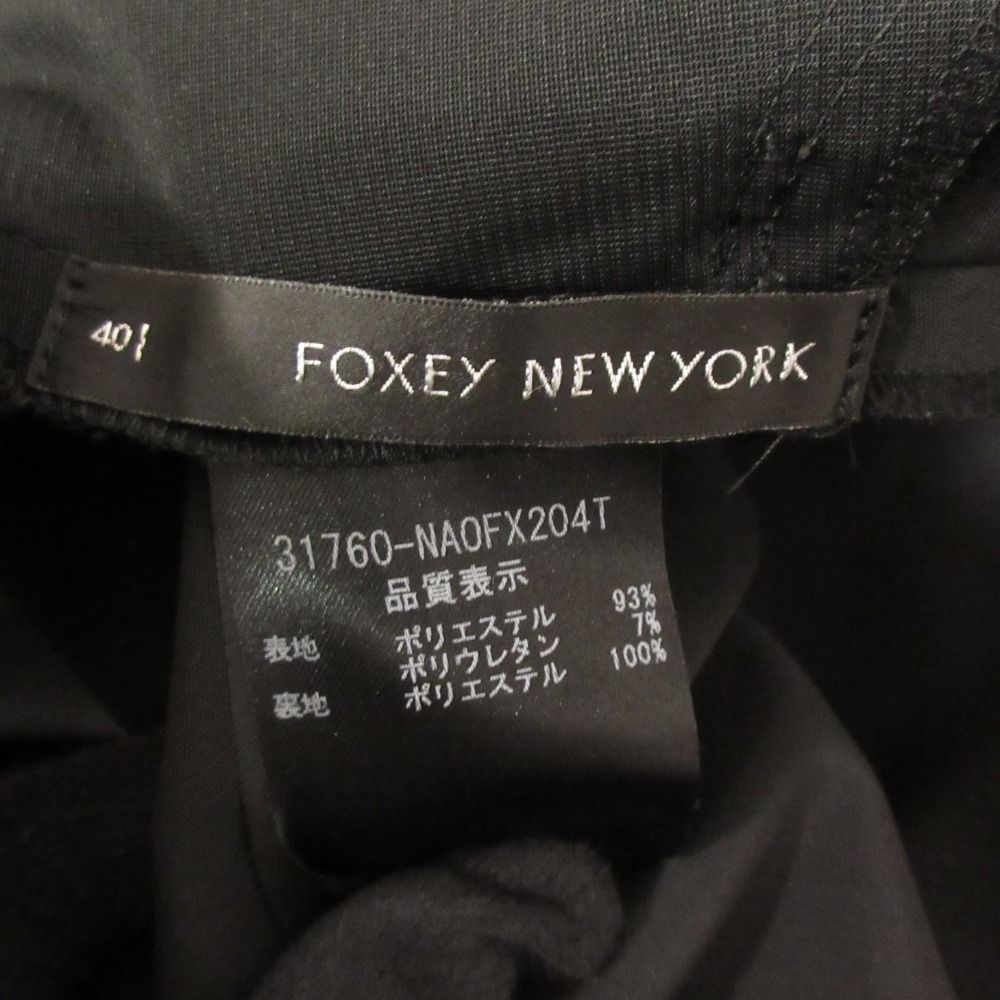 40
FOXEY NEW YORK
31760-NA0FX204T
品質表示
表地 ポリエステル 93%
ポリウレタン 7%
裏地 ポリエステル 100%